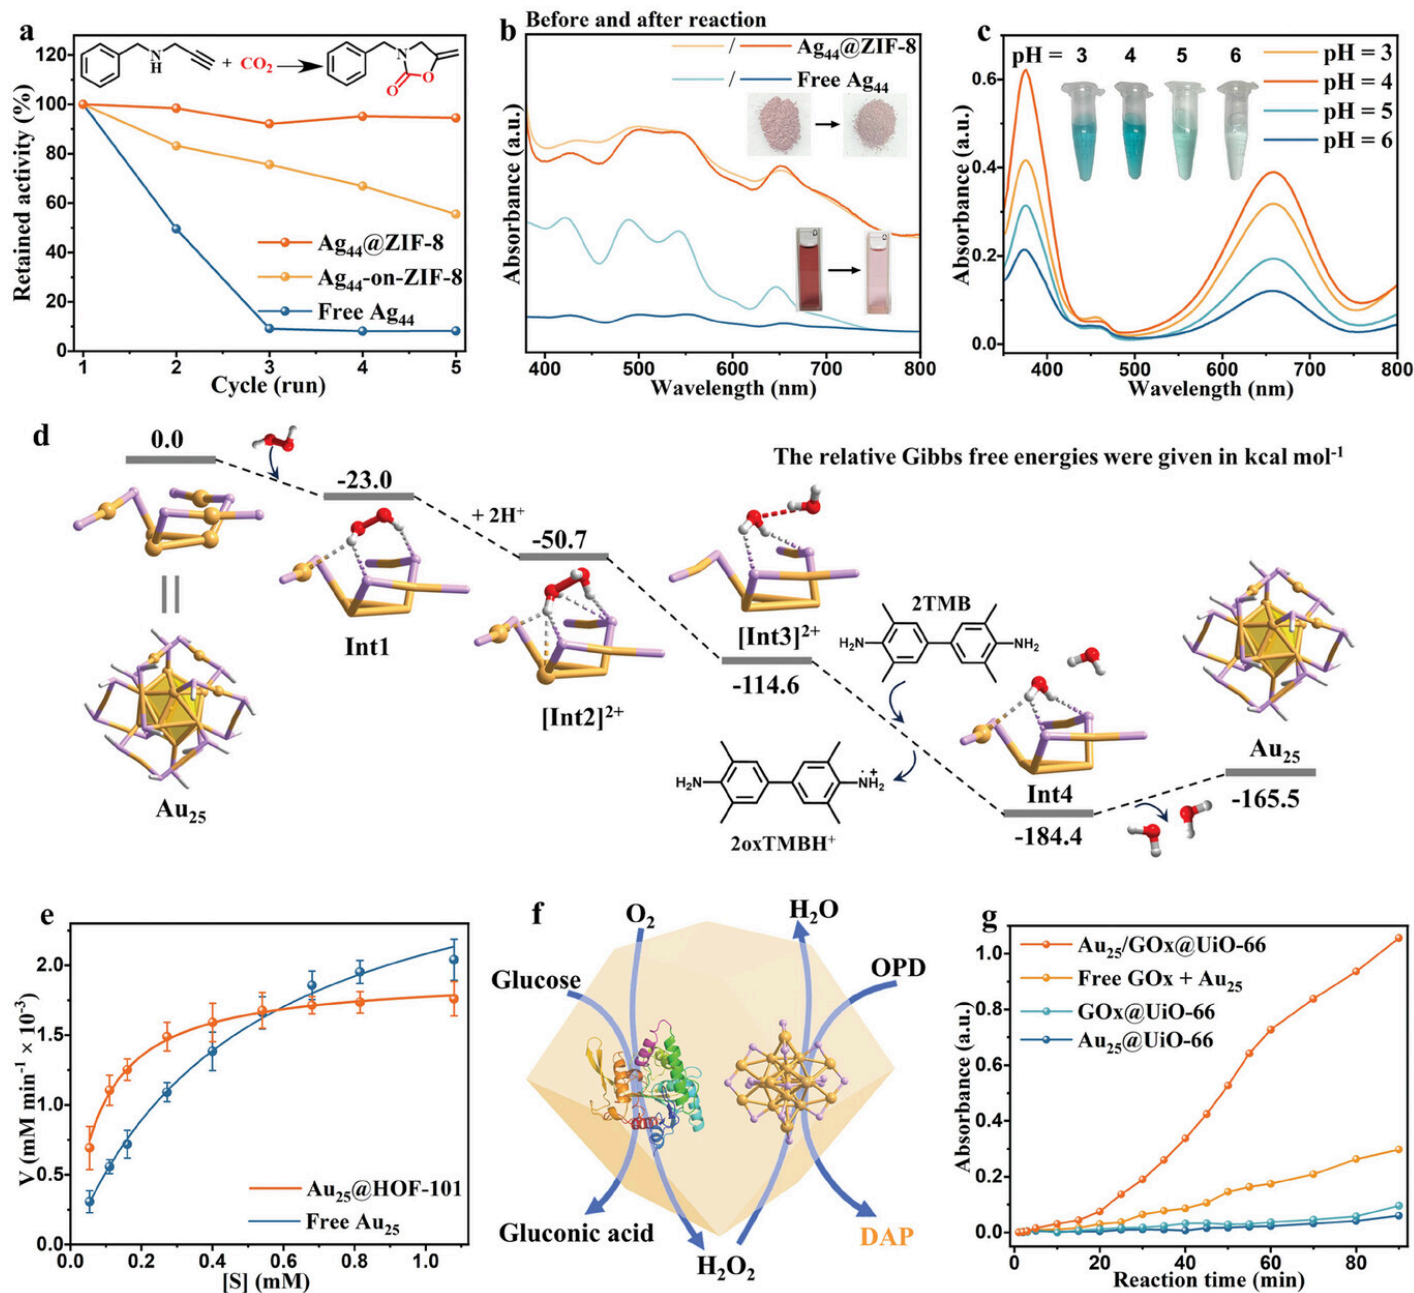 a
120
100
80
60
40
20
0
Retained activity (%)
N
H
+ CO₂
N
O
O
Ag₄₄@ZIF-8
Ag₄₄-on-ZIF-8
Free Ag₄₄
1 2 3 4 5
Cycle (run)
b
Before and after reaction
/ Ag₄₄@ZIF-8
/ Free Ag₄₄
Absorbance (a.u.)
400 500 600 700 800
Wavelength (nm)
c
pH = 3 4 5 6
pH = 3
pH = 4
pH = 5
pH = 6
0.6
0.4
0.2
0.0
Absorbance (a.u.)
400 500 600 700 800
Wavelength (nm)
d
0.0
The relative Gibbs free energies were given in kcal mol⁻¹
-23.0
+ 2H⁺
-50.7
Int1
[Int2]²⁺
[Int3]²⁺
-114.6
2TMB
H₂N
NH₂
H₂N
NH₂
·+
2oxTMBH⁺
Int4
-184.4
Au₂₅
-165.5
Au₂₅
e
2.0
1.5
1.0
0.5
0.0
V (mM min⁻¹ × 10⁻³)
Au₂₅@HOF-101
Free Au₂₅
0.0 0.2 0.4 0.6 0.8 1.0
[S] (mM)
f
O₂
H₂O
Glucose
OPD
Gluconic acid
H₂O₂
DAP
g
Au₂₅/GOx@UiO-66
Free GOx + Au₂₅
GOx@UiO-66
Au₂₅@UiO-66
1.0
0.8
0.6
0.4
0.2
0.0
Absorbance (a.u.)
0 20 40 60 80
Reaction time (min)